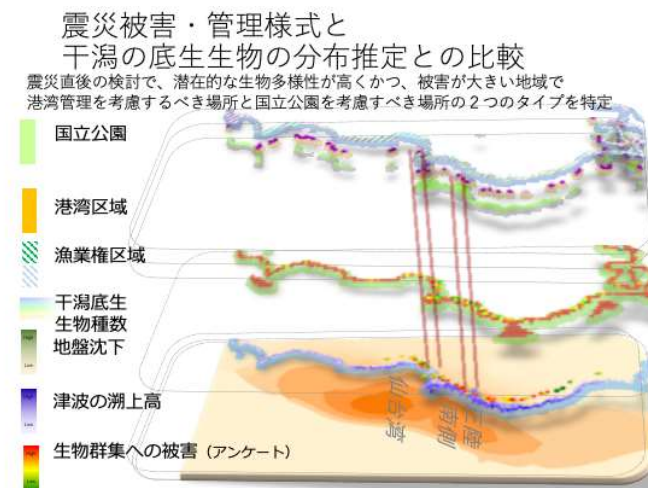 震災被害・管理様式と
干潟の底生生物の分布推定との比較
震災直後の検討で、潜在的な生物多様性が高くかつ、被害が大きい地域で
港湾管理を考慮するべき場所と国立公園を考慮すべき場所の２つのタイプを特定
国立公園
港湾区域
漁業権区域
干潟底生
生物種数
地盤沈下
津波の溯上高
生物群集への被害（アンケート）
仙台湾
三陸
南側